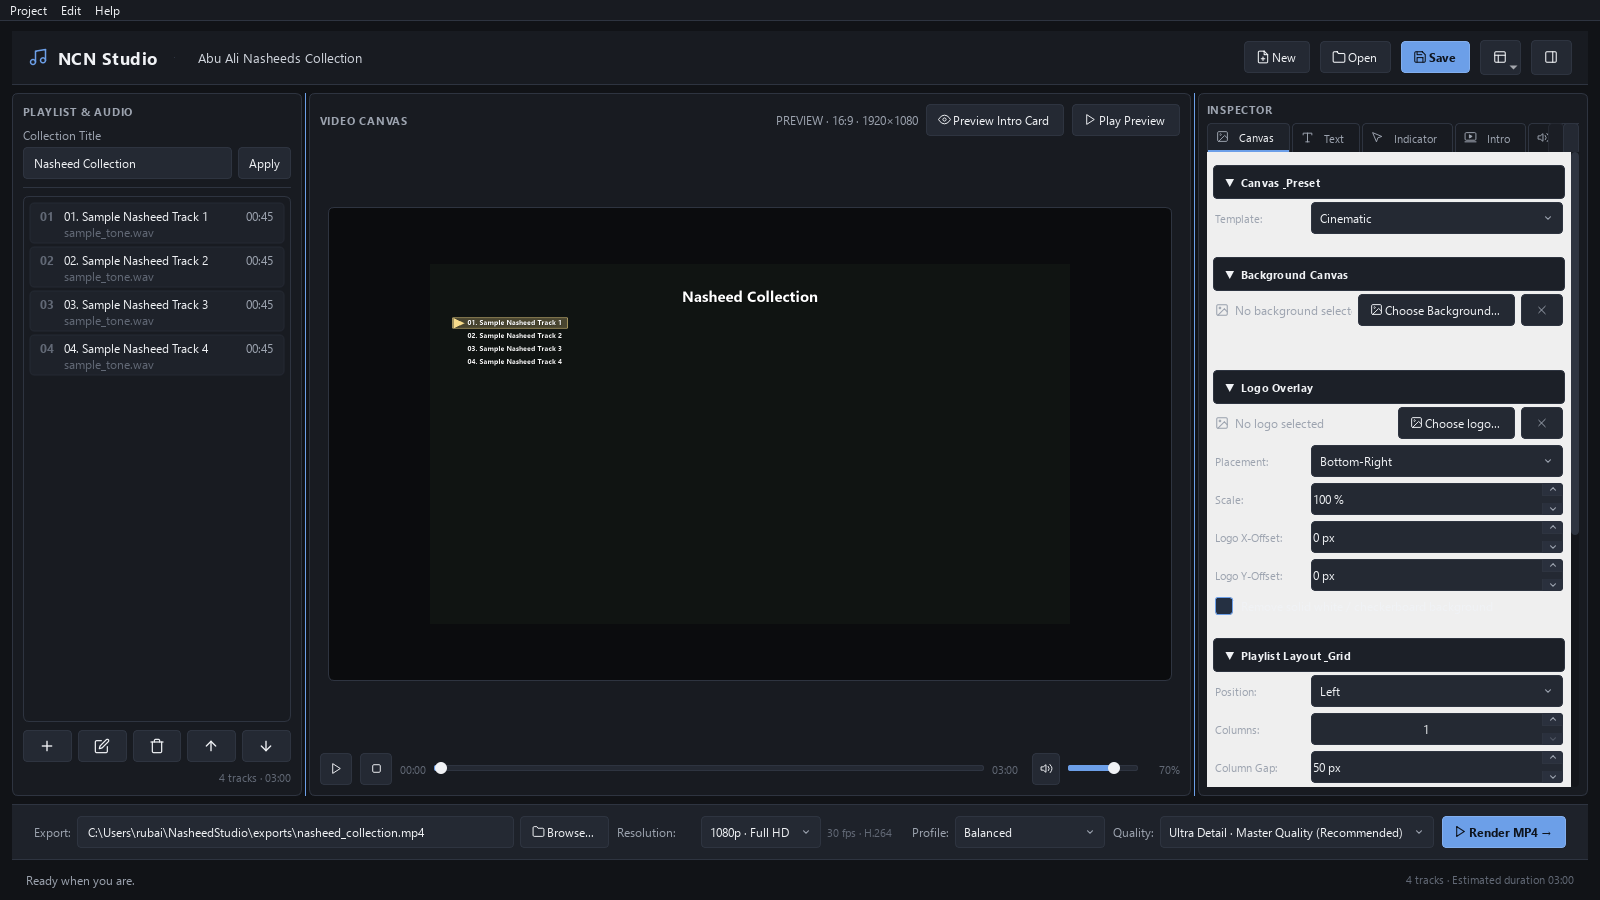 Project Edit Help
NCN Studio
Abu Ali Nasheeds Collection
New
Open
Save
PLAYLIST & AUDIO
Collection Title
Nasheed Collection
Apply
01 01. Sample Nasheed Track 1 00:45
sample_tone.wav
02 02. Sample Nasheed Track 2 00:45
sample_tone.wav
03 03. Sample Nasheed Track 3 00:45
sample_tone.wav
04 04. Sample Nasheed Track 4 00:45
sample_tone.wav
4 tracks · 03:00
VIDEO CANVAS
PREVIEW · 16:9 · 1920×1080
Preview Intro Card
Play Preview
Nasheed Collection
01. Sample Nasheed Track 1
02. Sample Nasheed Track 2
03. Sample Nasheed Track 3
04. Sample Nasheed Track 4
00:00
03:00
70%
INSPECTOR
Canvas Text Indicator Intro
▼ Canvas _Preset
Template: Cinematic
▼ Background Canvas
No background select Choose Background...
▼ Logo Overlay
No logo selected Choose logo...
Placement: Bottom-Right
Scale: 100 %
Logo X-Offset: 0 px
Logo Y-Offset: 0 px
▼ Playlist Layout _Grid
Position: Left
Columns: 1
Column Gap: 50 px
Export: C:\Users\rubai\NasheedStudio\exports\nasheed_collection.mp4
Browse...
Resolution: 1080p · Full HD
30 fps · H.264
Profile: Balanced
Quality: Ultra Detail · Master Quality (Recommended)
Render MP4 →
Ready when you are.
4 tracks · Estimated duration 03:00